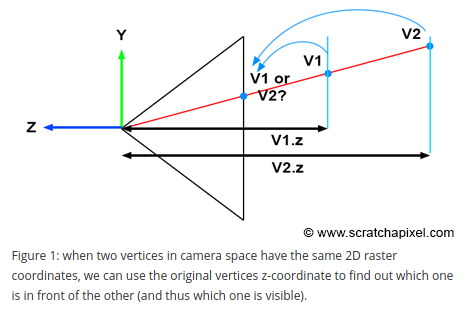 Y
V2
V1
V1 or
V2?
Z
V1.z
V2.z
© www.scratchapixel.com
Figure 1: when two vertices in camera space have the same 2D raster
coordinates, we can use the original vertices z-coordinate to find out which one
is in front of the other (and thus which one is visible).